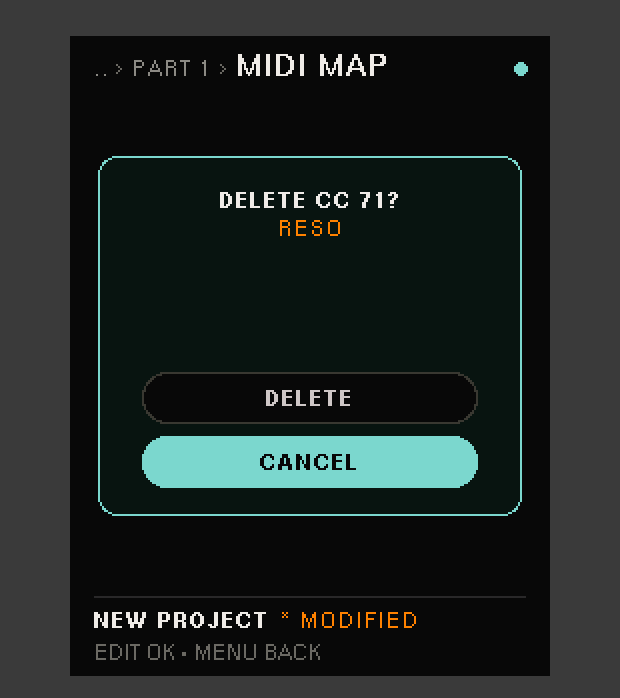 .. > PART 1 > MIDI MAP
DELETE CC 71?
RESO
DELETE
CANCEL
NEW PROJECT * MODIFIED
EDIT OK • MENU BACK